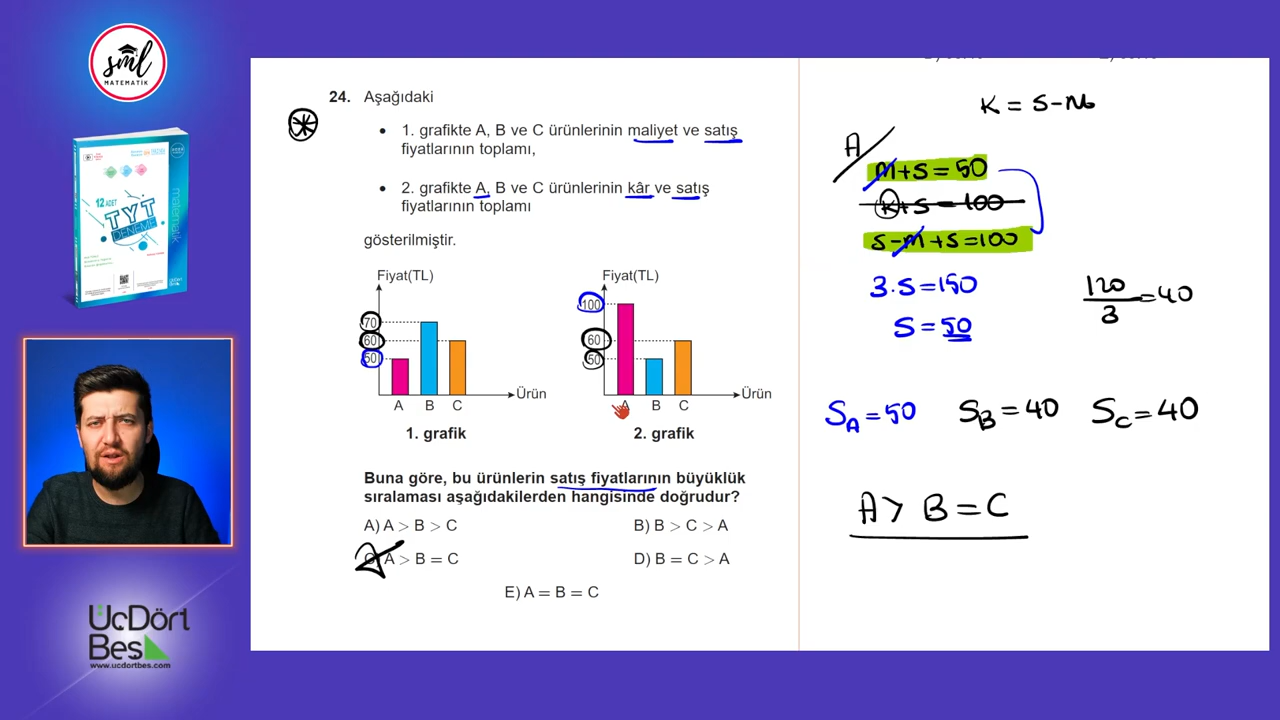 sml
MATEMATİK
12 ADET
TYT
DENEME
matematik
ÜçDört
Beş
www.ucdortbes.com
24. Aşağıdaki
• 1. grafikte A, B ve C ürünlerinin maliyet ve satış
fiyatlarının toplamı,
• 2. grafikte A, B ve C ürünlerinin kâr ve satış
fiyatlarının toplamı
gösterilmiştir.
Fiyat(TL)
70
60
50
A B C
Ürün
1. grafik
Fiyat(TL)
100
60
50
A B C
Ürün
2. grafik
Buna göre, bu ürünlerin satış fiyatlarının büyüklük
sıralaması aşağıdakilerden hangisinde doğrudur?
A) A > B > C
B) B > C > A
C) A > B = C
D) B = C > A
E) A = B = C
K = S-M
A
M+S = 50
K+S = 100
S-M+S=100
3.S=150
S = 50
120/3=40
S_A=50 S_B=40 S_C=40
A > B = C